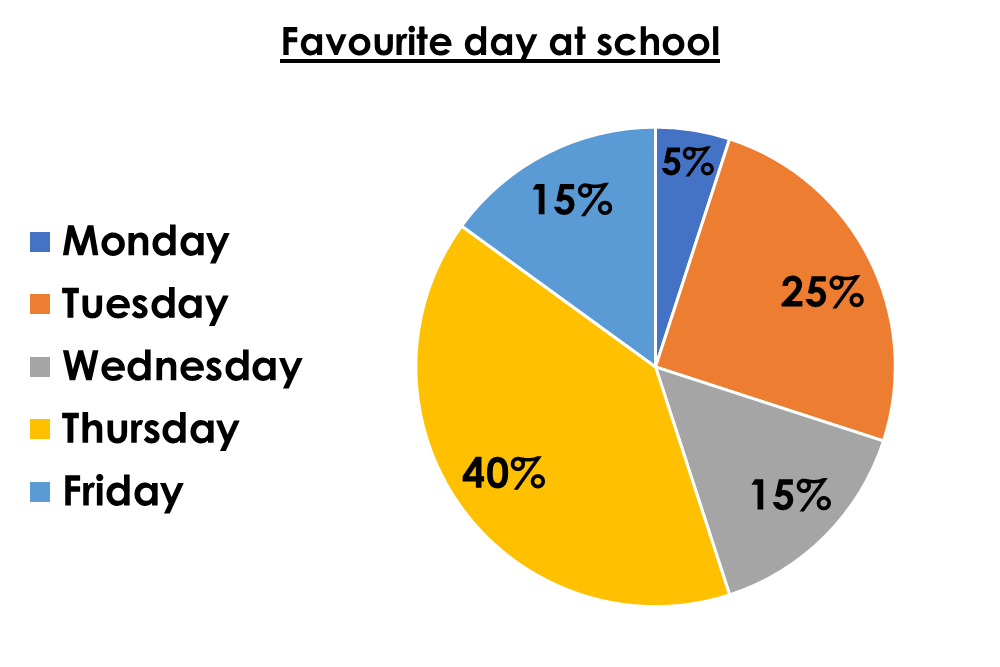 Favourite day at school
Monday
Tuesday
Wednesday
Thursday
Friday
5%
25%
15%
40%
15%